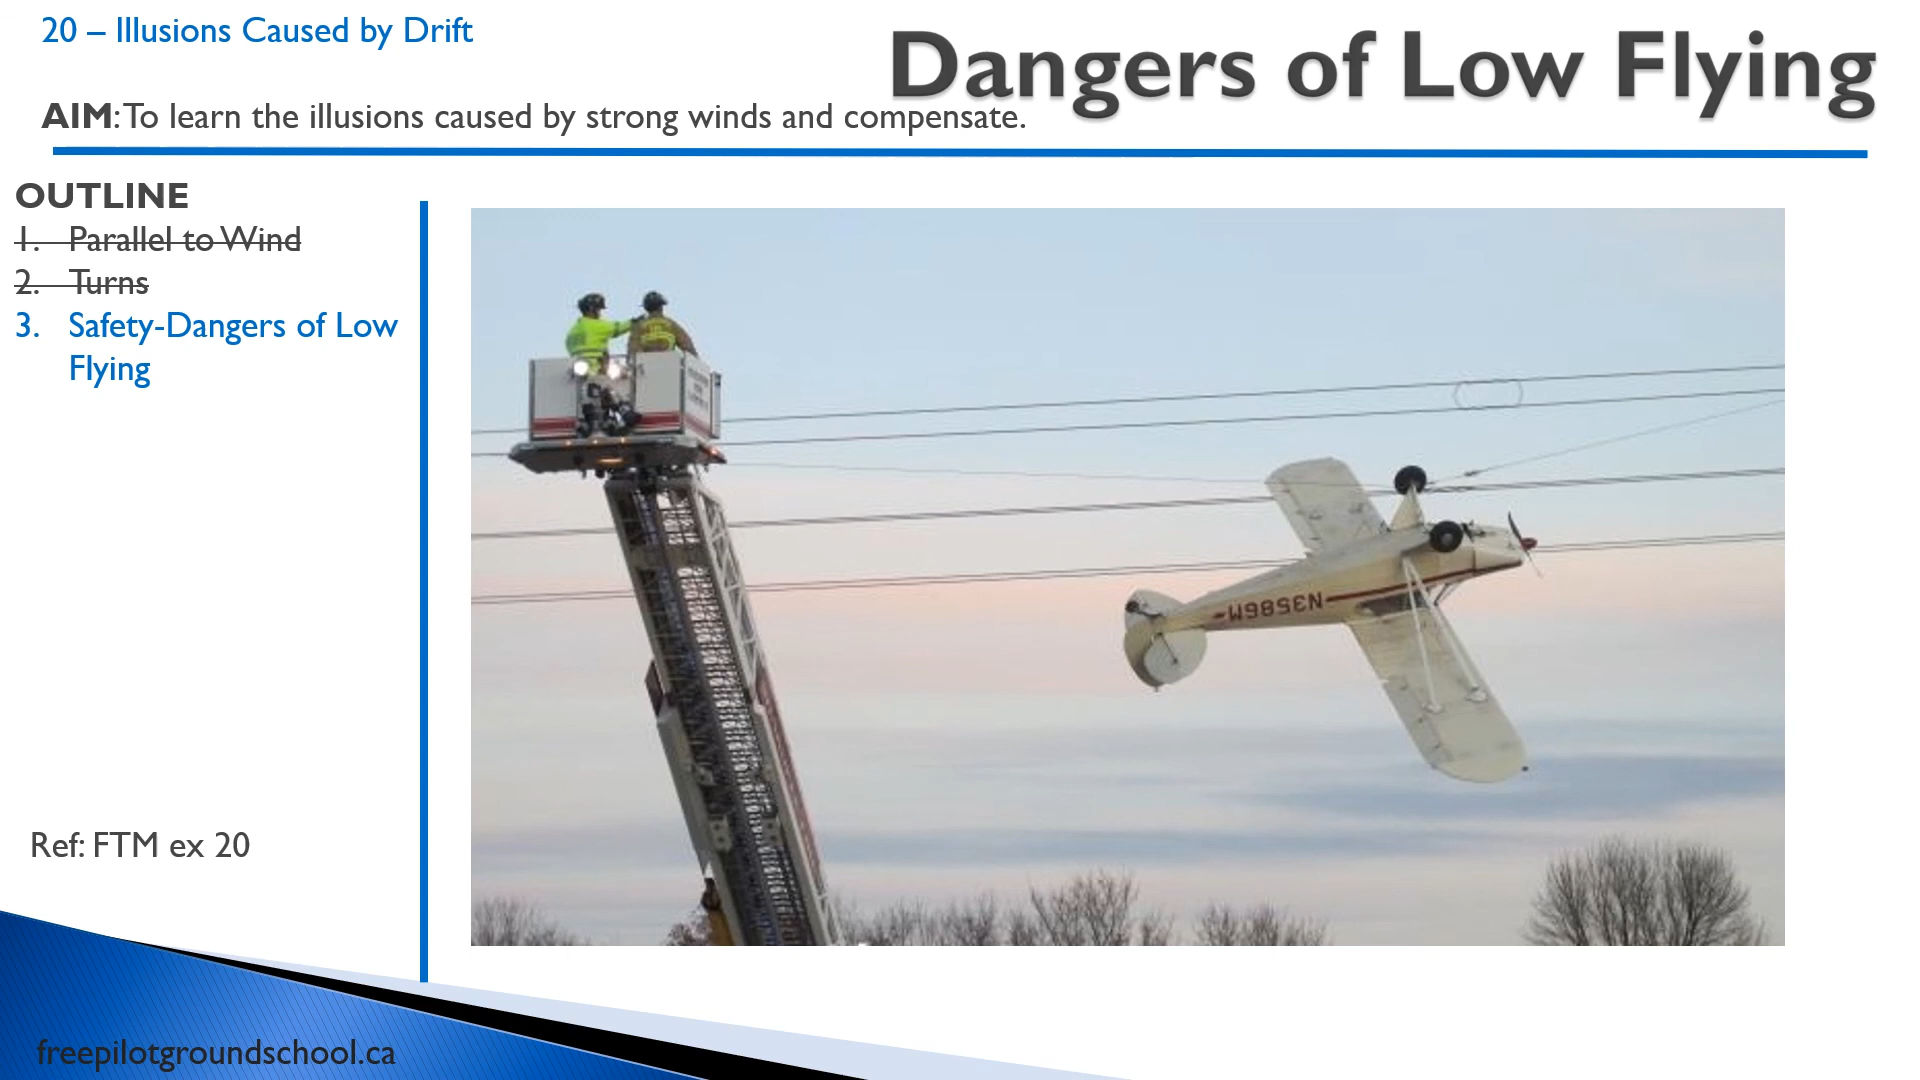 20 – Illusions Caused by Drift
Dangers of Low Flying
AIM: To learn the illusions caused by strong winds and compensate.
OUTLINE
1. Parallel to Wind
2. Turns
3. Safety-Dangers of Low
Flying
N3598W
Ref: FTM ex 20
freepilotgroundschool.ca